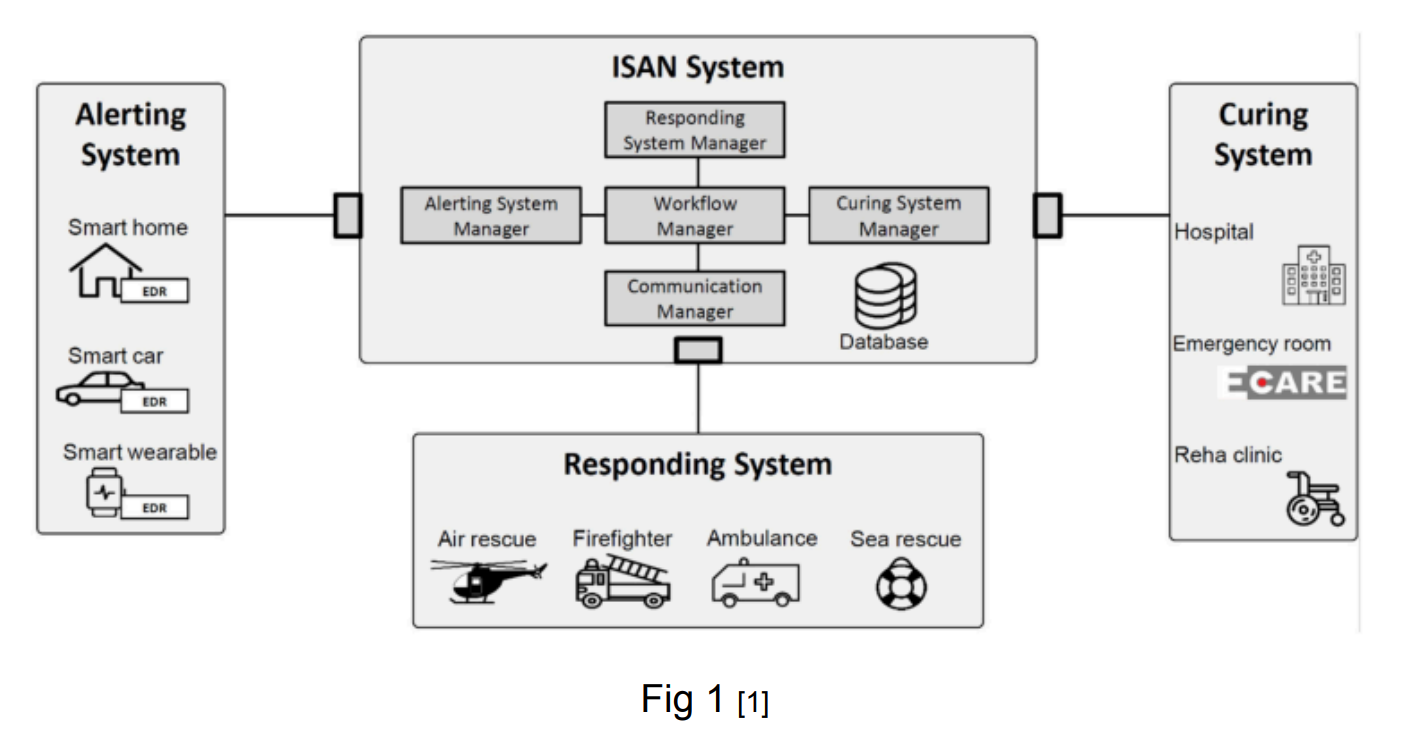 ISAN System
Responding
System Manager
Alerting System
Manager
Workflow
Manager
Curing System
Manager
Communication
Manager
Database
Alerting
System
Smart home
EDR
Smart car
EDR
Smart wearable
EDR
Curing
System
Hospital
Emergency room
ECARE
Reha clinic
Responding System
Air rescue
Firefighter
Ambulance
Sea rescue
Fig 1 [1]